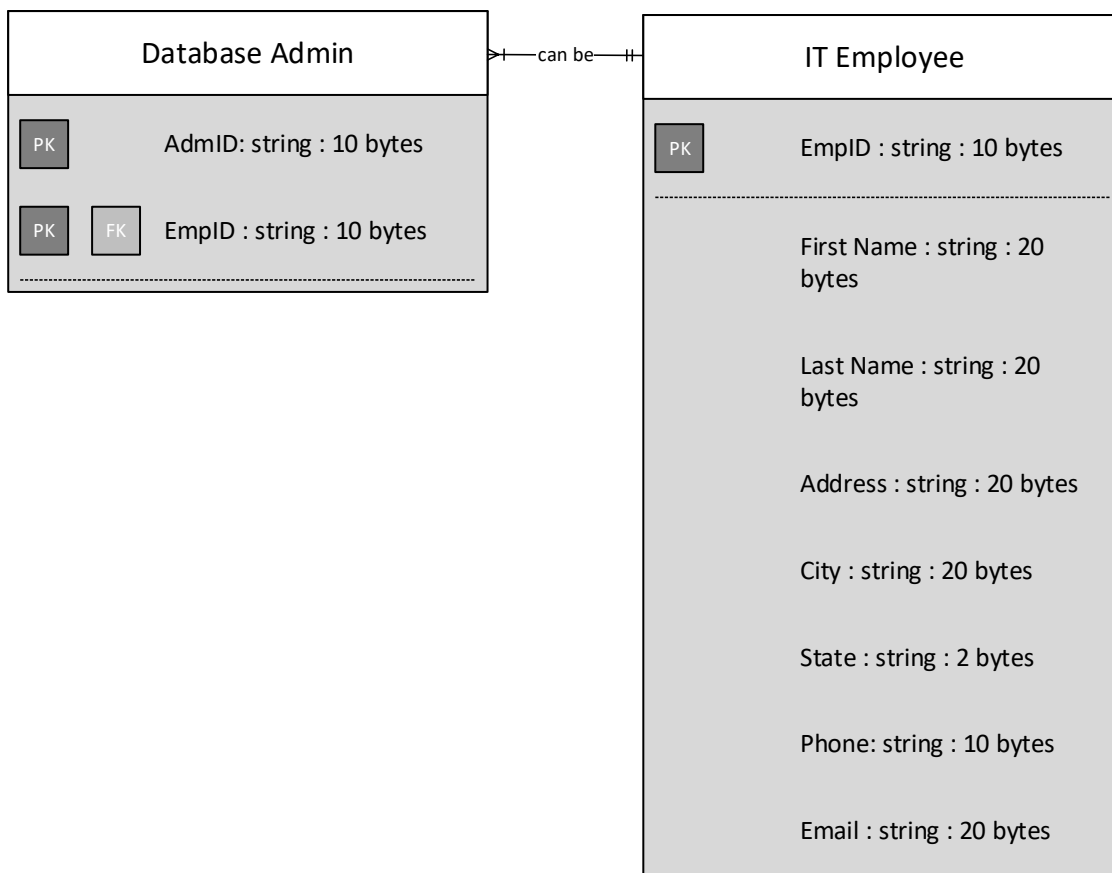 Database Admin
can be
IT Employee
PK
AdmID: string : 10 bytes
PK
FK
EmpID : string : 10 bytes
PK
EmpID : string : 10 bytes
First Name : string : 20
bytes
Last Name : string : 20
bytes
Address : string : 20 bytes
City : string : 20 bytes
State : string : 2 bytes
Phone: string : 10 bytes
Email : string : 20 bytes